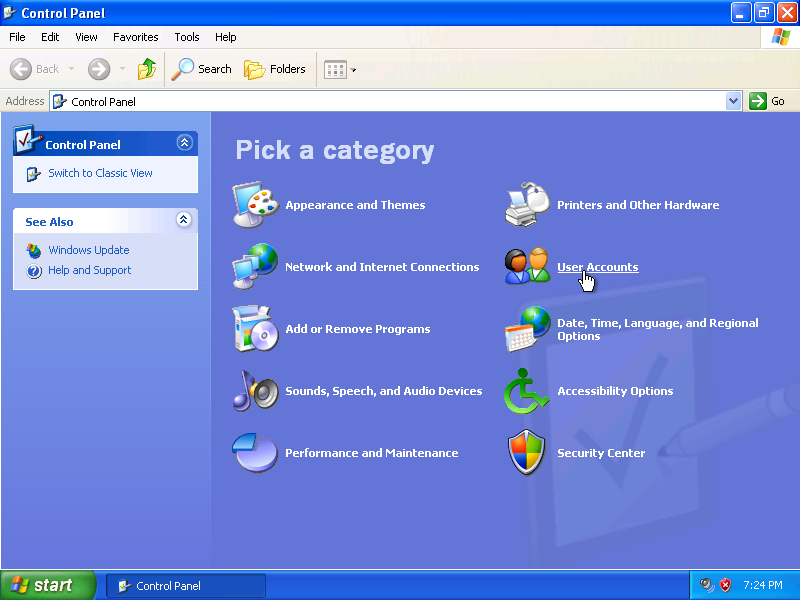 Control Panel
File Edit View Favorites Tools Help
Back Search Folders
Address Control Panel Go
Control Panel
Switch to Classic View
See Also
Windows Update
Help and Support
Pick a category
Appearance and Themes
Printers and Other Hardware
Network and Internet Connections
User Accounts
Add or Remove Programs
Date, Time, Language, and Regional
Options
Sounds, Speech, and Audio Devices
Accessibility Options
Performance and Maintenance
Security Center
start Control Panel 7:24 PM